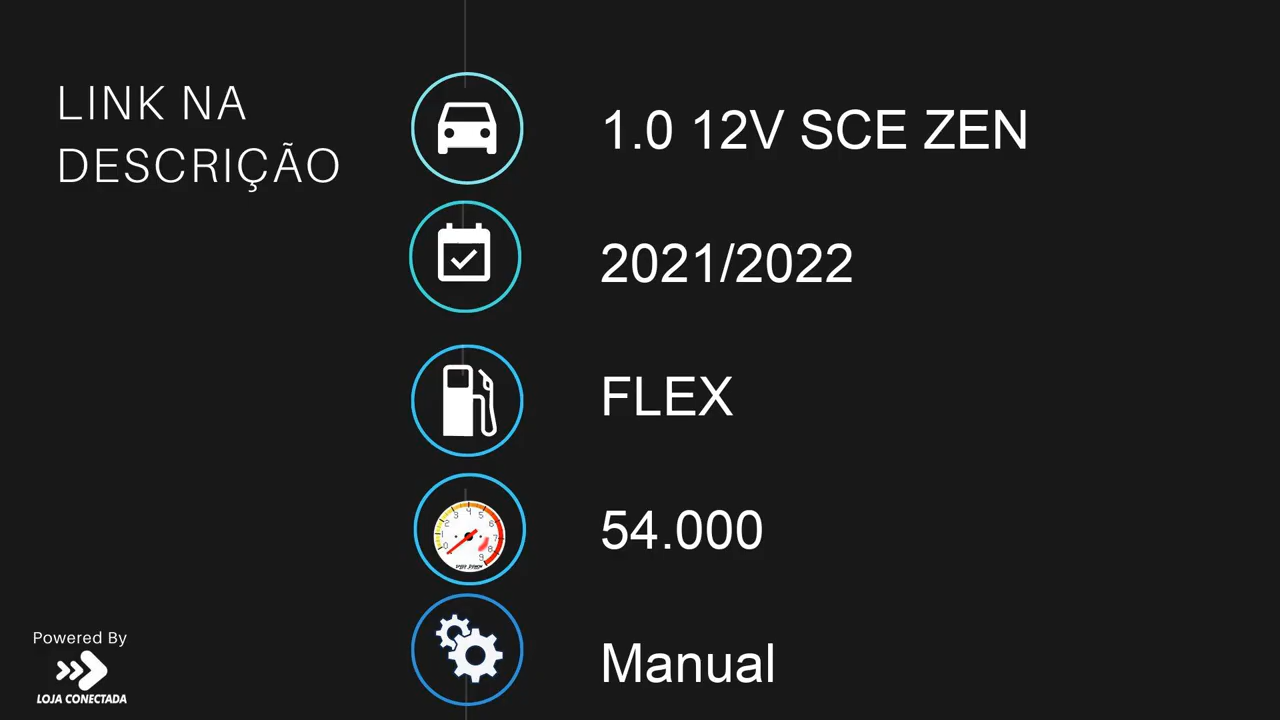 LINK NA
DESCRIÇÃO
1.0 12V SCE ZEN
2021/2022
FLEX
54.000
Manual
Powered By
LOJA CONECTADA